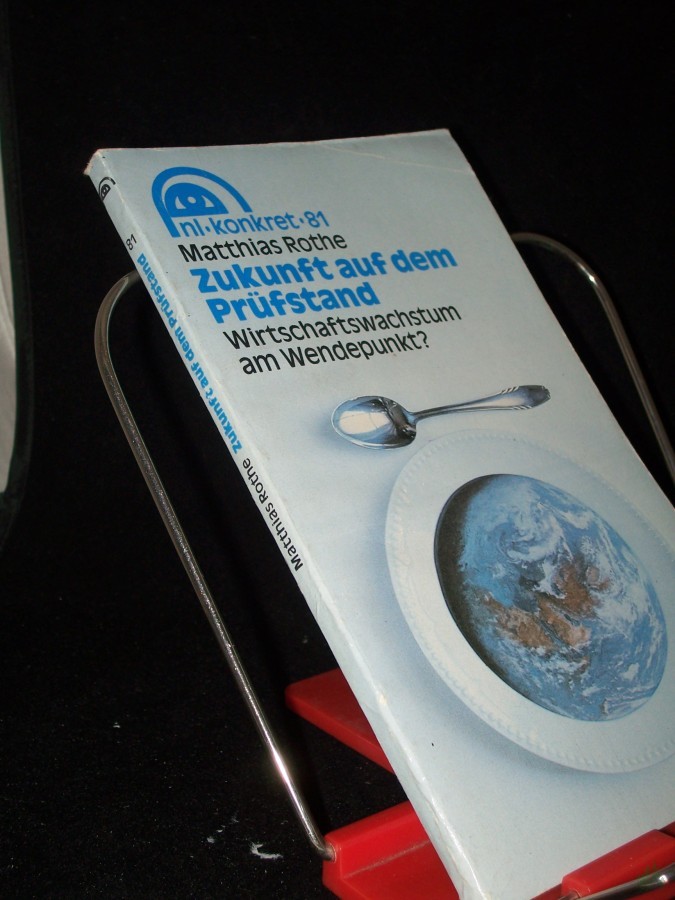 nl·konkret·81
Matthias Rothe
Zukunft auf dem
Prüfstand
Wirtschaftswachstum
am Wendepunkt?
81
Zukunft auf dem Prüfstand
Matthias Rothe